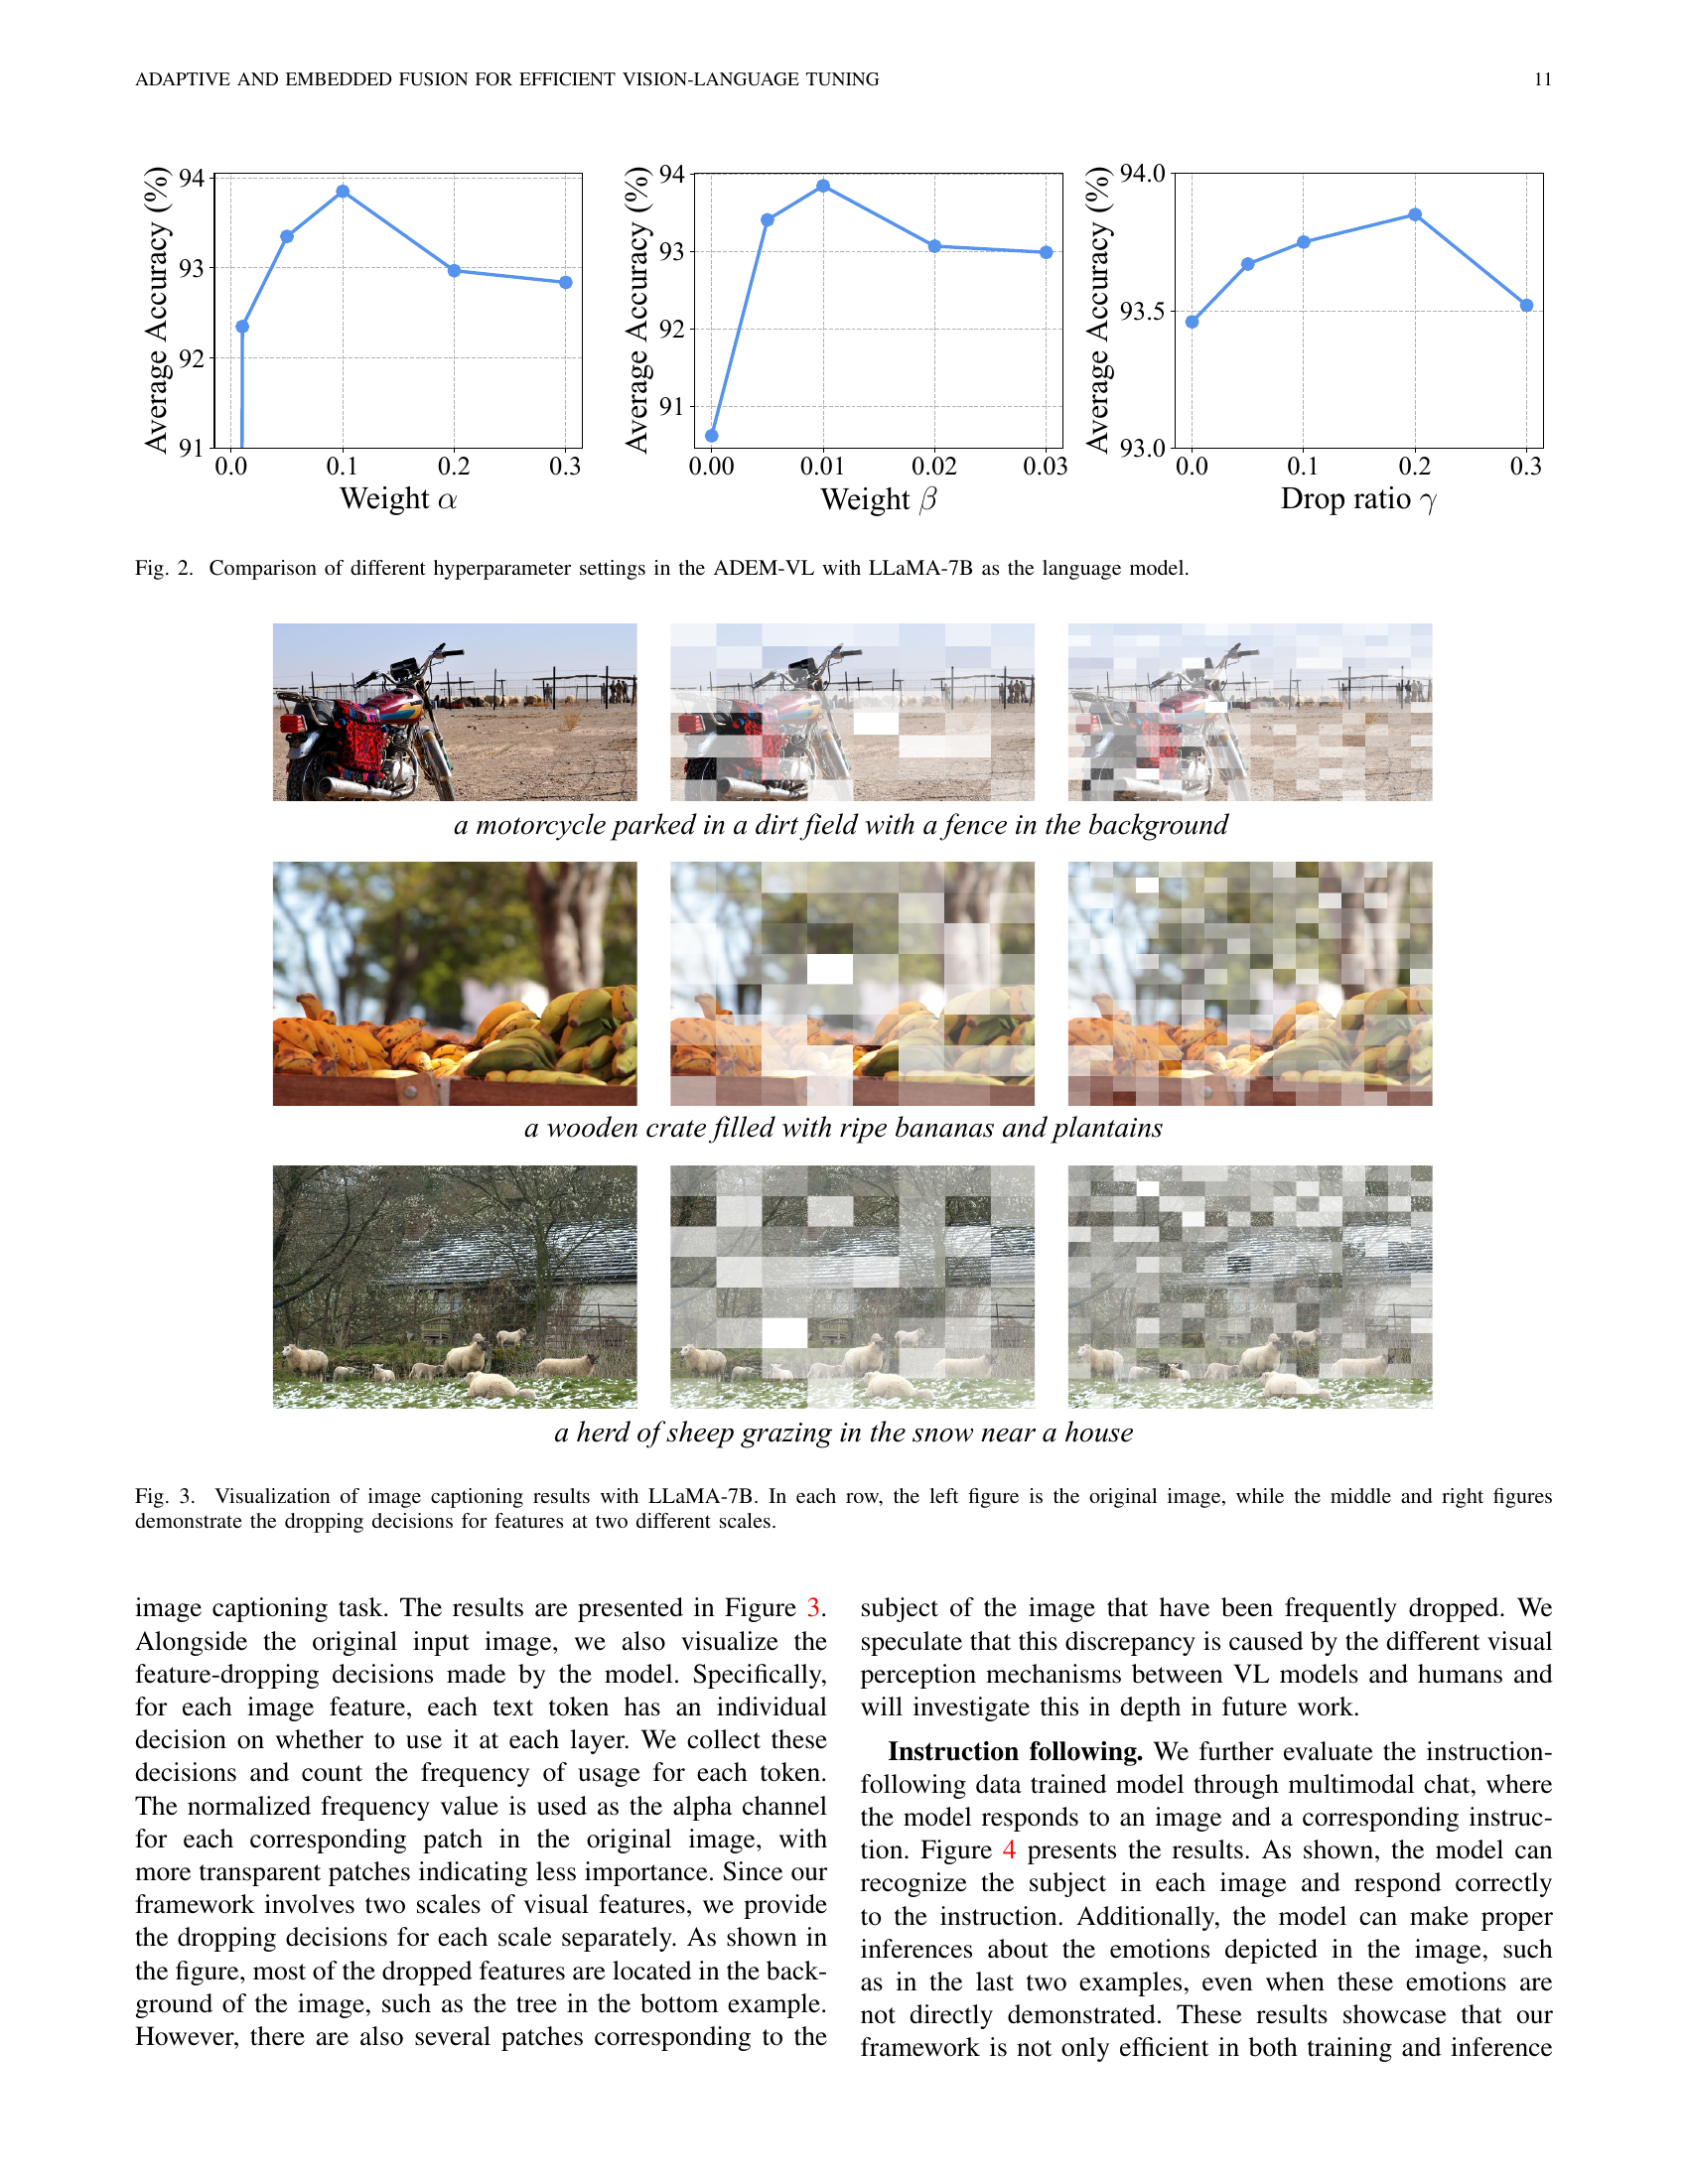 ADAPTIVE AND EMBEDDED FUSION FOR EFFICIENT VISION-LANGUAGE TUNING
11
Average Accuracy (%)
94
93
92
91
0.0 0.1 0.2 0.3
Weight α
Average Accuracy (%)
94
93
92
91
0.00 0.01 0.02 0.03
Weight β
Average Accuracy (%)
94.0
93.5
93.0
0.0 0.1 0.2 0.3
Drop ratio γ
Fig. 2. Comparison of different hyperparameter settings in the ADEM-VL with LLaMA-7B as the language model.
a motorcycle parked in a dirt field with a fence in the background
a wooden crate filled with ripe bananas and plantains
a herd of sheep grazing in the snow near a house
Fig. 3. Visualization of image captioning results with LLaMA-7B. In each row, the left figure is the original image, while the middle and right figures
demonstrate the dropping decisions for features at two different scales.
image captioning task. The results are presented in Figure 3.
Alongside the original input image, we also visualize the
feature-dropping decisions made by the model. Specifically,
for each image feature, each text token has an individual
decision on whether to use it at each layer. We collect these
decisions and count the frequency of usage for each token.
The normalized frequency value is used as the alpha channel
for each corresponding patch in the original image, with
more transparent patches indicating less importance. Since our
framework involves two scales of visual features, we provide
the dropping decisions for each scale separately. As shown in
the figure, most of the dropped features are located in the back-
ground of the image, such as the tree in the bottom example.
However, there are also several patches corresponding to the
subject of the image that have been frequently dropped. We
speculate that this discrepancy is caused by the different visual
perception mechanisms between VL models and humans and
will investigate this in depth in future work.
Instruction following. We further evaluate the instruction-
following data trained model through multimodal chat, where
the model responds to an image and a corresponding instruc-
tion. Figure 4 presents the results. As shown, the model can
recognize the subject in each image and respond correctly
to the instruction. Additionally, the model can make proper
inferences about the emotions depicted in the image, such
as in the last two examples, even when these emotions are
not directly demonstrated. These results showcase that our
framework is not only efficient in both training and inference